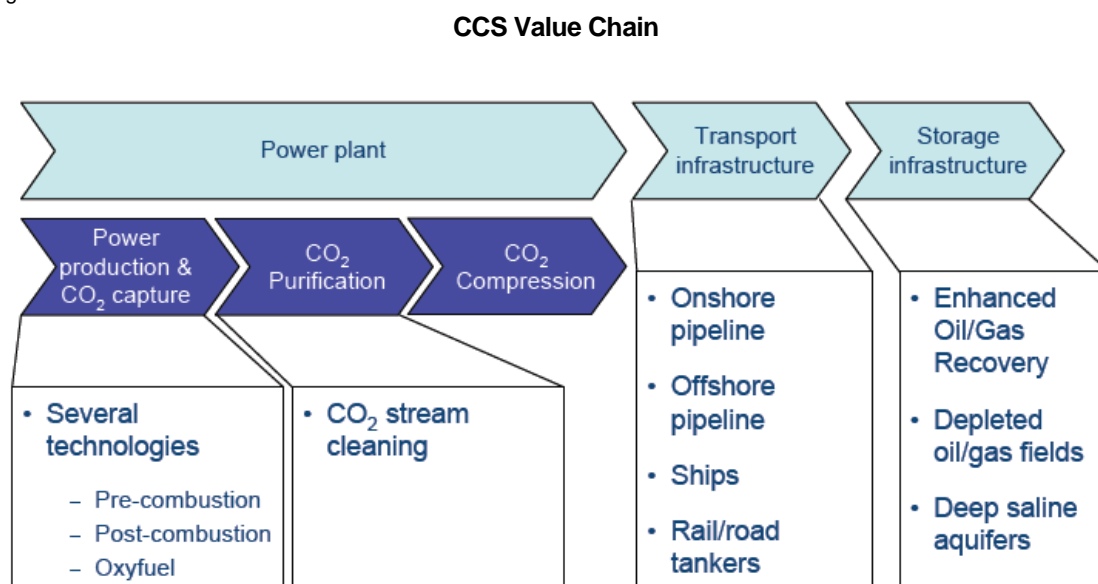 CCS Value Chain
Power plant
Transport
infrastructure
Storage
infrastructure
Power
production &
CO₂ capture
CO₂
Purification
CO₂
Compression
• Several
technologies
– Pre-combustion
– Post-combustion
– Oxyfuel
• CO₂ stream
cleaning
• Onshore
pipeline
• Offshore
pipeline
• Ships
• Rail/road
tankers
• Enhanced
Oil/Gas
Recovery
• Depleted
oil/gas fields
• Deep saline
aquifers